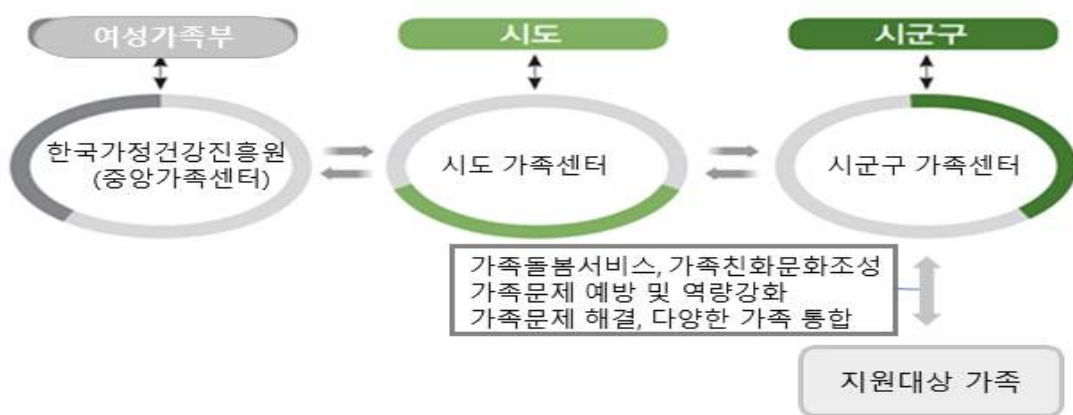 여성가족부
시도
시군구
한국가정건강진흥원
(중앙가족센터)
시도 가족센터
시군구 가족센터
가족돌봄서비스, 가족친화문화조성
가족문제 예방 및 역량강화
가족문제 해결, 다양한 가족 통합
지원대상 가족